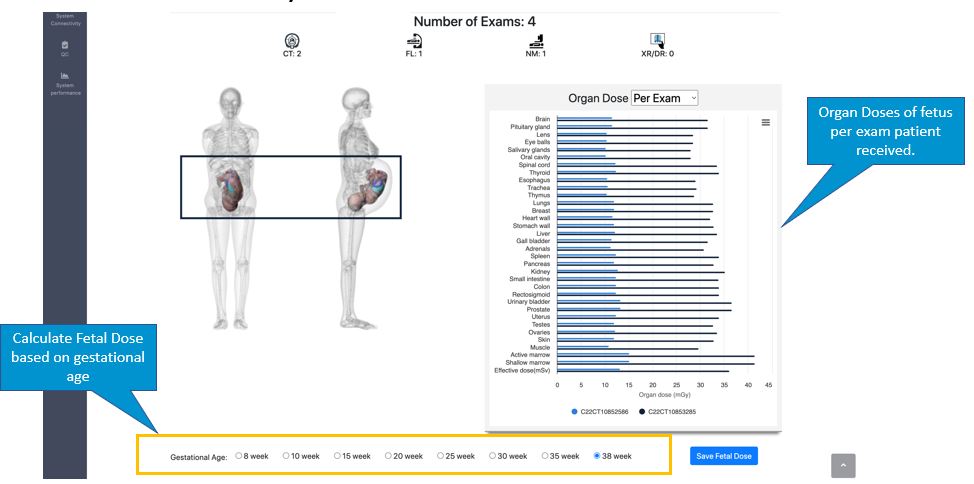 System
Connectivity
QC
System
performance
Number of Exams: 4
CT: 2
FL: 1
NM: 1
XR/DR: 0
Organ Dose Per Exam
Brain
Pituitary gland
Lens
Eye balls
Salivary glands
Oral cavity
Spinal cord
Thyroid
Esophagus
Trachea
Thymus
Lungs
Breast
Heart wall
Stomach wall
Liver
Gall bladder
Adrenals
Spleen
Pancreas
Kidney
Small intestine
Colon
Rectosigmoid
Urinary bladder
Prostate
Uterus
Testes
Ovaries
Skin
Muscle
Active marrow
Shallow marrow
Effective dose(mSv)
0 5 10 15 20 25 30 35 40 45
Organ dose (mGy)
C22CT10852586 C22CT10853285
Organ Doses of fetus
per exam patient
received.
Calculate Fetal Dose
based on gestational
age
Gestational Age: 8 week 10 week 15 week 20 week 25 week 30 week 35 week 38 week
Save Fetal Dose